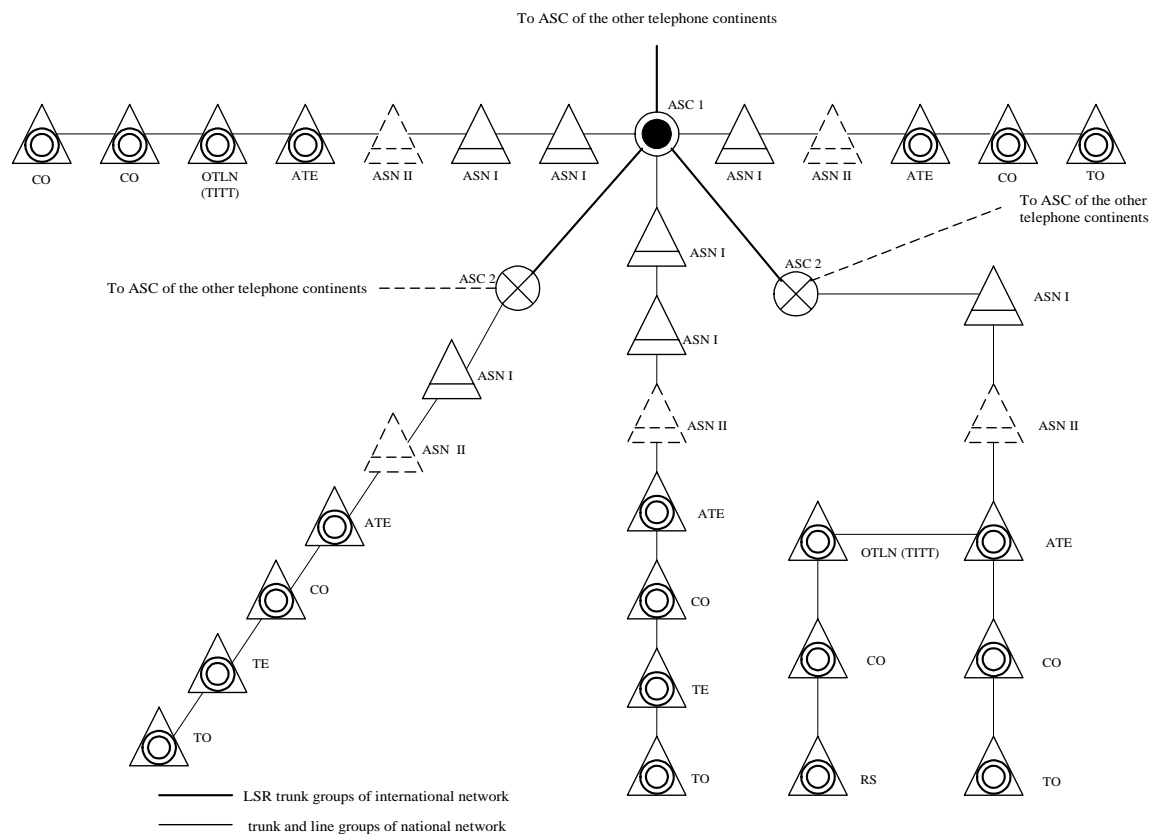 To ASC of the other telephone continents
ASC 1
CO
CO
OTLN
(TITT)
ATE
ASN II
ASN I
ASN I
ASN I
ASN II
ATE
CO
TO
To ASC of the other
telephone continents
ASN I
ASC 2
ASC 2
To ASC of the other telephone continents
ASN I
ASN I
ASN I
ASN II
ASN II
ASN II
ATE
ATE
OTLN (TITT)
ATE
CO
CO
CO
CO
TE
TE
TO
TO
RS
TO
LSR trunk groups of international network
trunk and line groups of national network